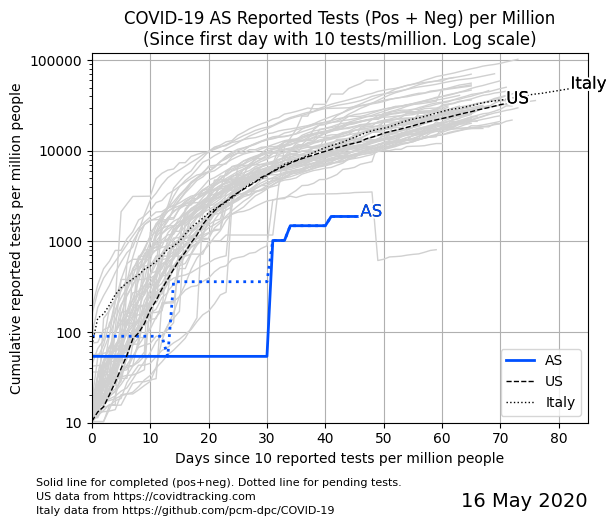 COVID-19 AS Reported Tests (Pos + Neg) per Million
(Since first day with 10 tests/million. Log scale)
Cumulative reported tests per million people
100000
10000
1000
100
10
Italy
US
AS
AS
US
Italy
0 10 20 30 40 50 60 70 80
Days since 10 reported tests per million people
Solid line for completed (pos+neg). Dotted line for pending tests.
US data from https://covidtracking.com
Italy data from https://github.com/pcm-dpc/COVID-19
16 May 2020